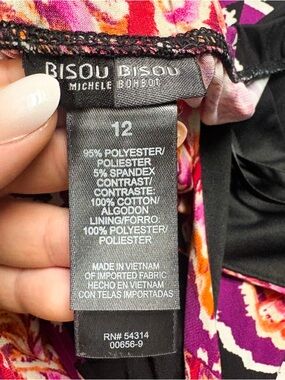 BISOU BISOU
MICHELE BOHBOT
12
95% POLYESTER/
POLIESTER
5% SPANDEX
CONTRAST/
CONTRASTE:
100% COTTON/
ALGODON
LINING/FORRO:
100% POLYESTER/
POLIESTER
MADE IN VIETNAM
OF IMPORTED FABRIC
HECHO EN VIETNAM
CON TELAS IMPORTADAS
RN# 54314
00656-9